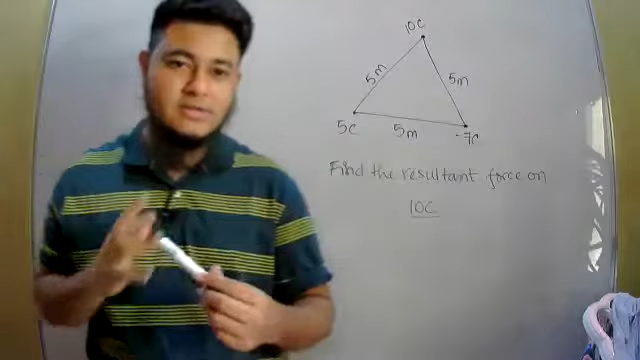 10C
5m
5m
5C
5m
-7C
Find the resultant force on
10C